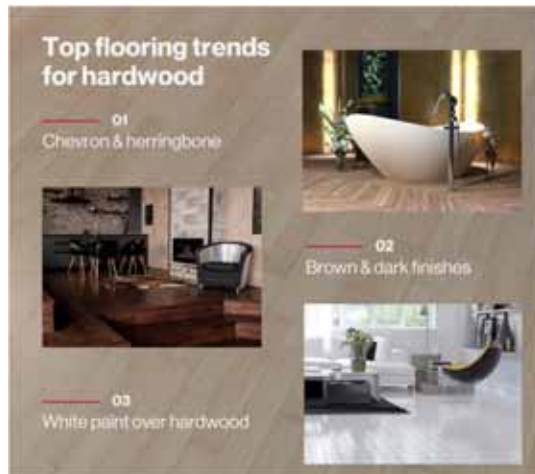 Top flooring trends
for hardwood
01
Chevron & herringbone
02
Brown & dark finishes
03
White paint over hardwood